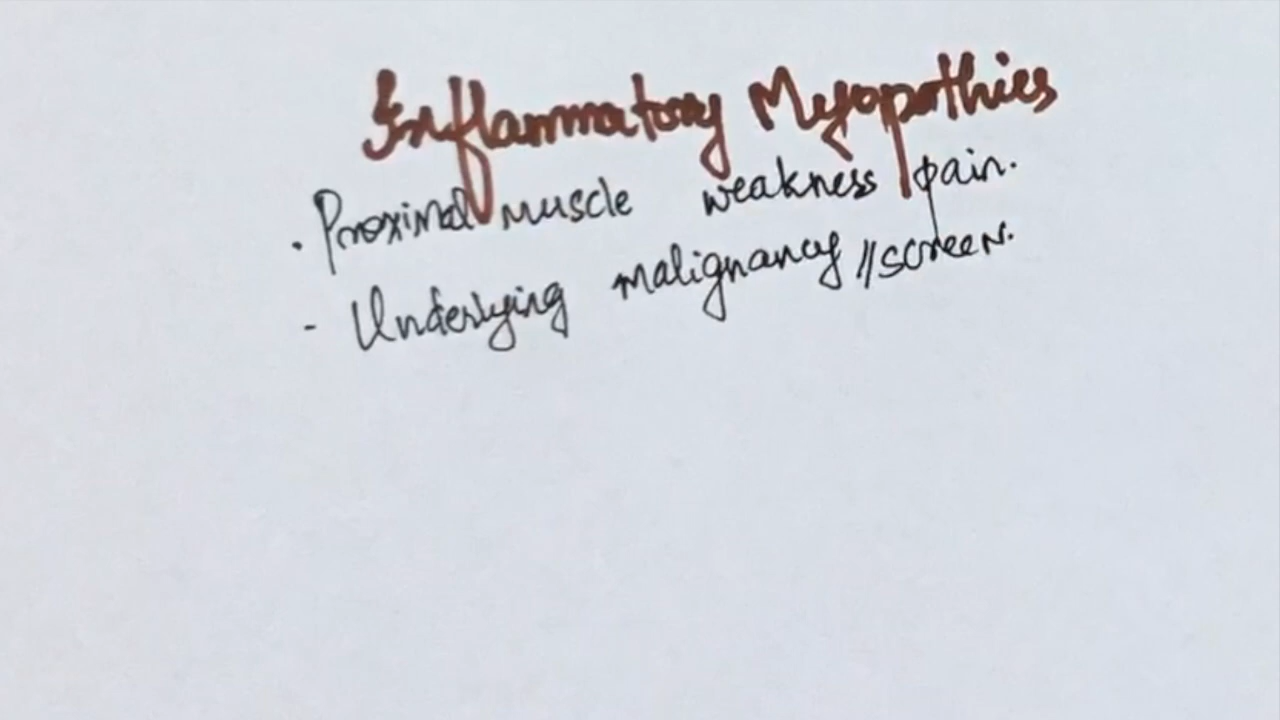 Inflammatory Myopathies
. Proximal muscle weakness pain.
- Underlying malignancy //screen.